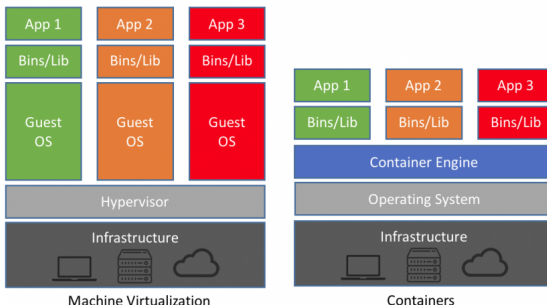 App 1
App 2
App 3
Bins/Lib
Bins/Lib
Bins/Lib
Guest
OS
Guest
OS
Guest
OS
Hypervisor
Infrastructure
Machine Virtualization
App 1
App 2
App 3
Bins/Lib
Bins/Lib
Bins/Lib
Container Engine
Operating System
Infrastructure
Containers